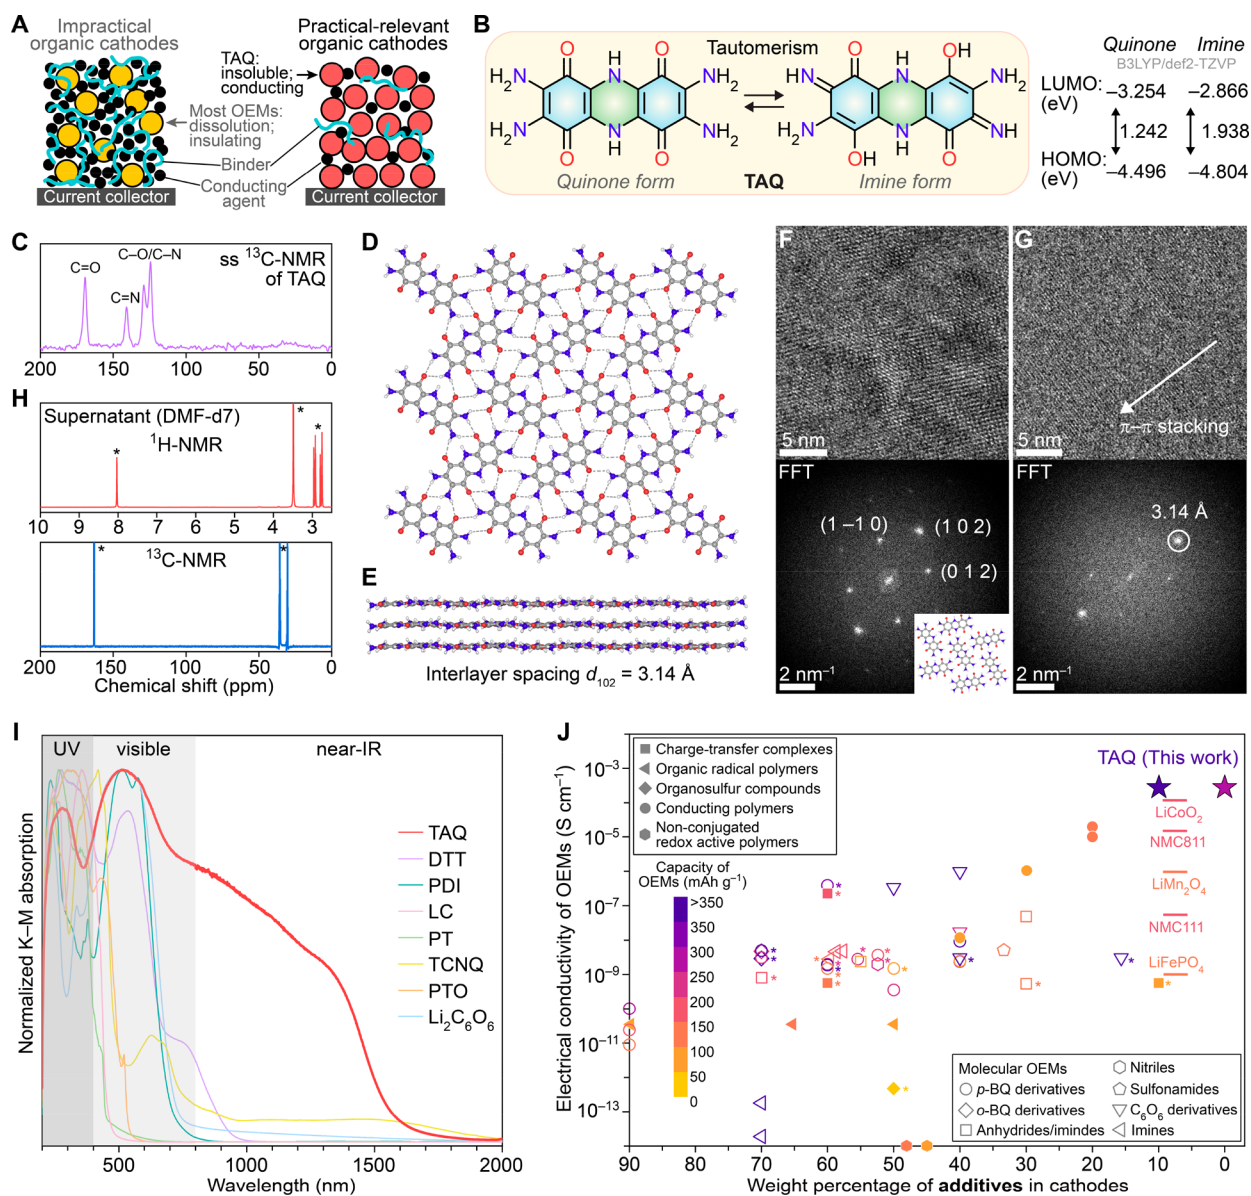 A
Impractical
organic cathodes
Practical-relevant
organic cathodes
TAQ:
insoluble;
conducting
Most OEMs:
dissolution;
insulating
Binder
Conducting
agent
Current collector
Current collector
B
Tautomerism
O H O
H2N N NH2
H2N N NH2
O H O
Quinone form
O H OH
HN N NH2
H2N N NH
OH H O
TAQ
Imine form
Quinone Imine
B3LYP/def2-TZVP
LUMO: –3.254 –2.866
(eV)
1.242 1.938
HOMO: –4.496 –4.804
(eV)
C
ss 13C-NMR
of TAQ
C=O
C=N
C–O/C–N
200 150 100 50 0
D
E
Interlayer spacing d102 = 3.14 Å
F
5 nm
FFT
(1 –1 0)
(1 0 2)
(0 1 2)
2 nm–1
G
π–π stacking
5 nm
FFT
3.14 Å
2 nm–1
H
Supernatant (DMF-d7)
1H-NMR
* * *
10 9 8 7 6 5 4 3
13C-NMR
* *
200 150 100 50 0
Chemical shift (ppm)
I
UV visible near-IR
Normalized K–M absorption
TAQ
DTT
PDI
LC
PT
TCNQ
PTO
Li2C6O6
500 1000 1500 2000
Wavelength (nm)
J
Electrical conductivity of OEMs (S cm–1)
10–3
10–5
10–7
10–9
10–11
10–13
Charge-transfer complexes
Organic radical polymers
Organosulfur compounds
Conducting polymers
Non-conjugated
redox active polymers
Capacity of
OEMs (mAh g–1)
>350
350
300
250
200
150
100
50
0
TAQ (This work)
LiCoO2
NMC811
LiMn2O4
NMC111
LiFePO4
Molecular OEMs
p-BQ derivatives
o-BQ derivatives
Anhydrides/imindes
Nitriles
Sulfonamides
C6O6 derivatives
Imines
90 80 70 60 50 40 30 20 10 0
Weight percentage of additives in cathodes